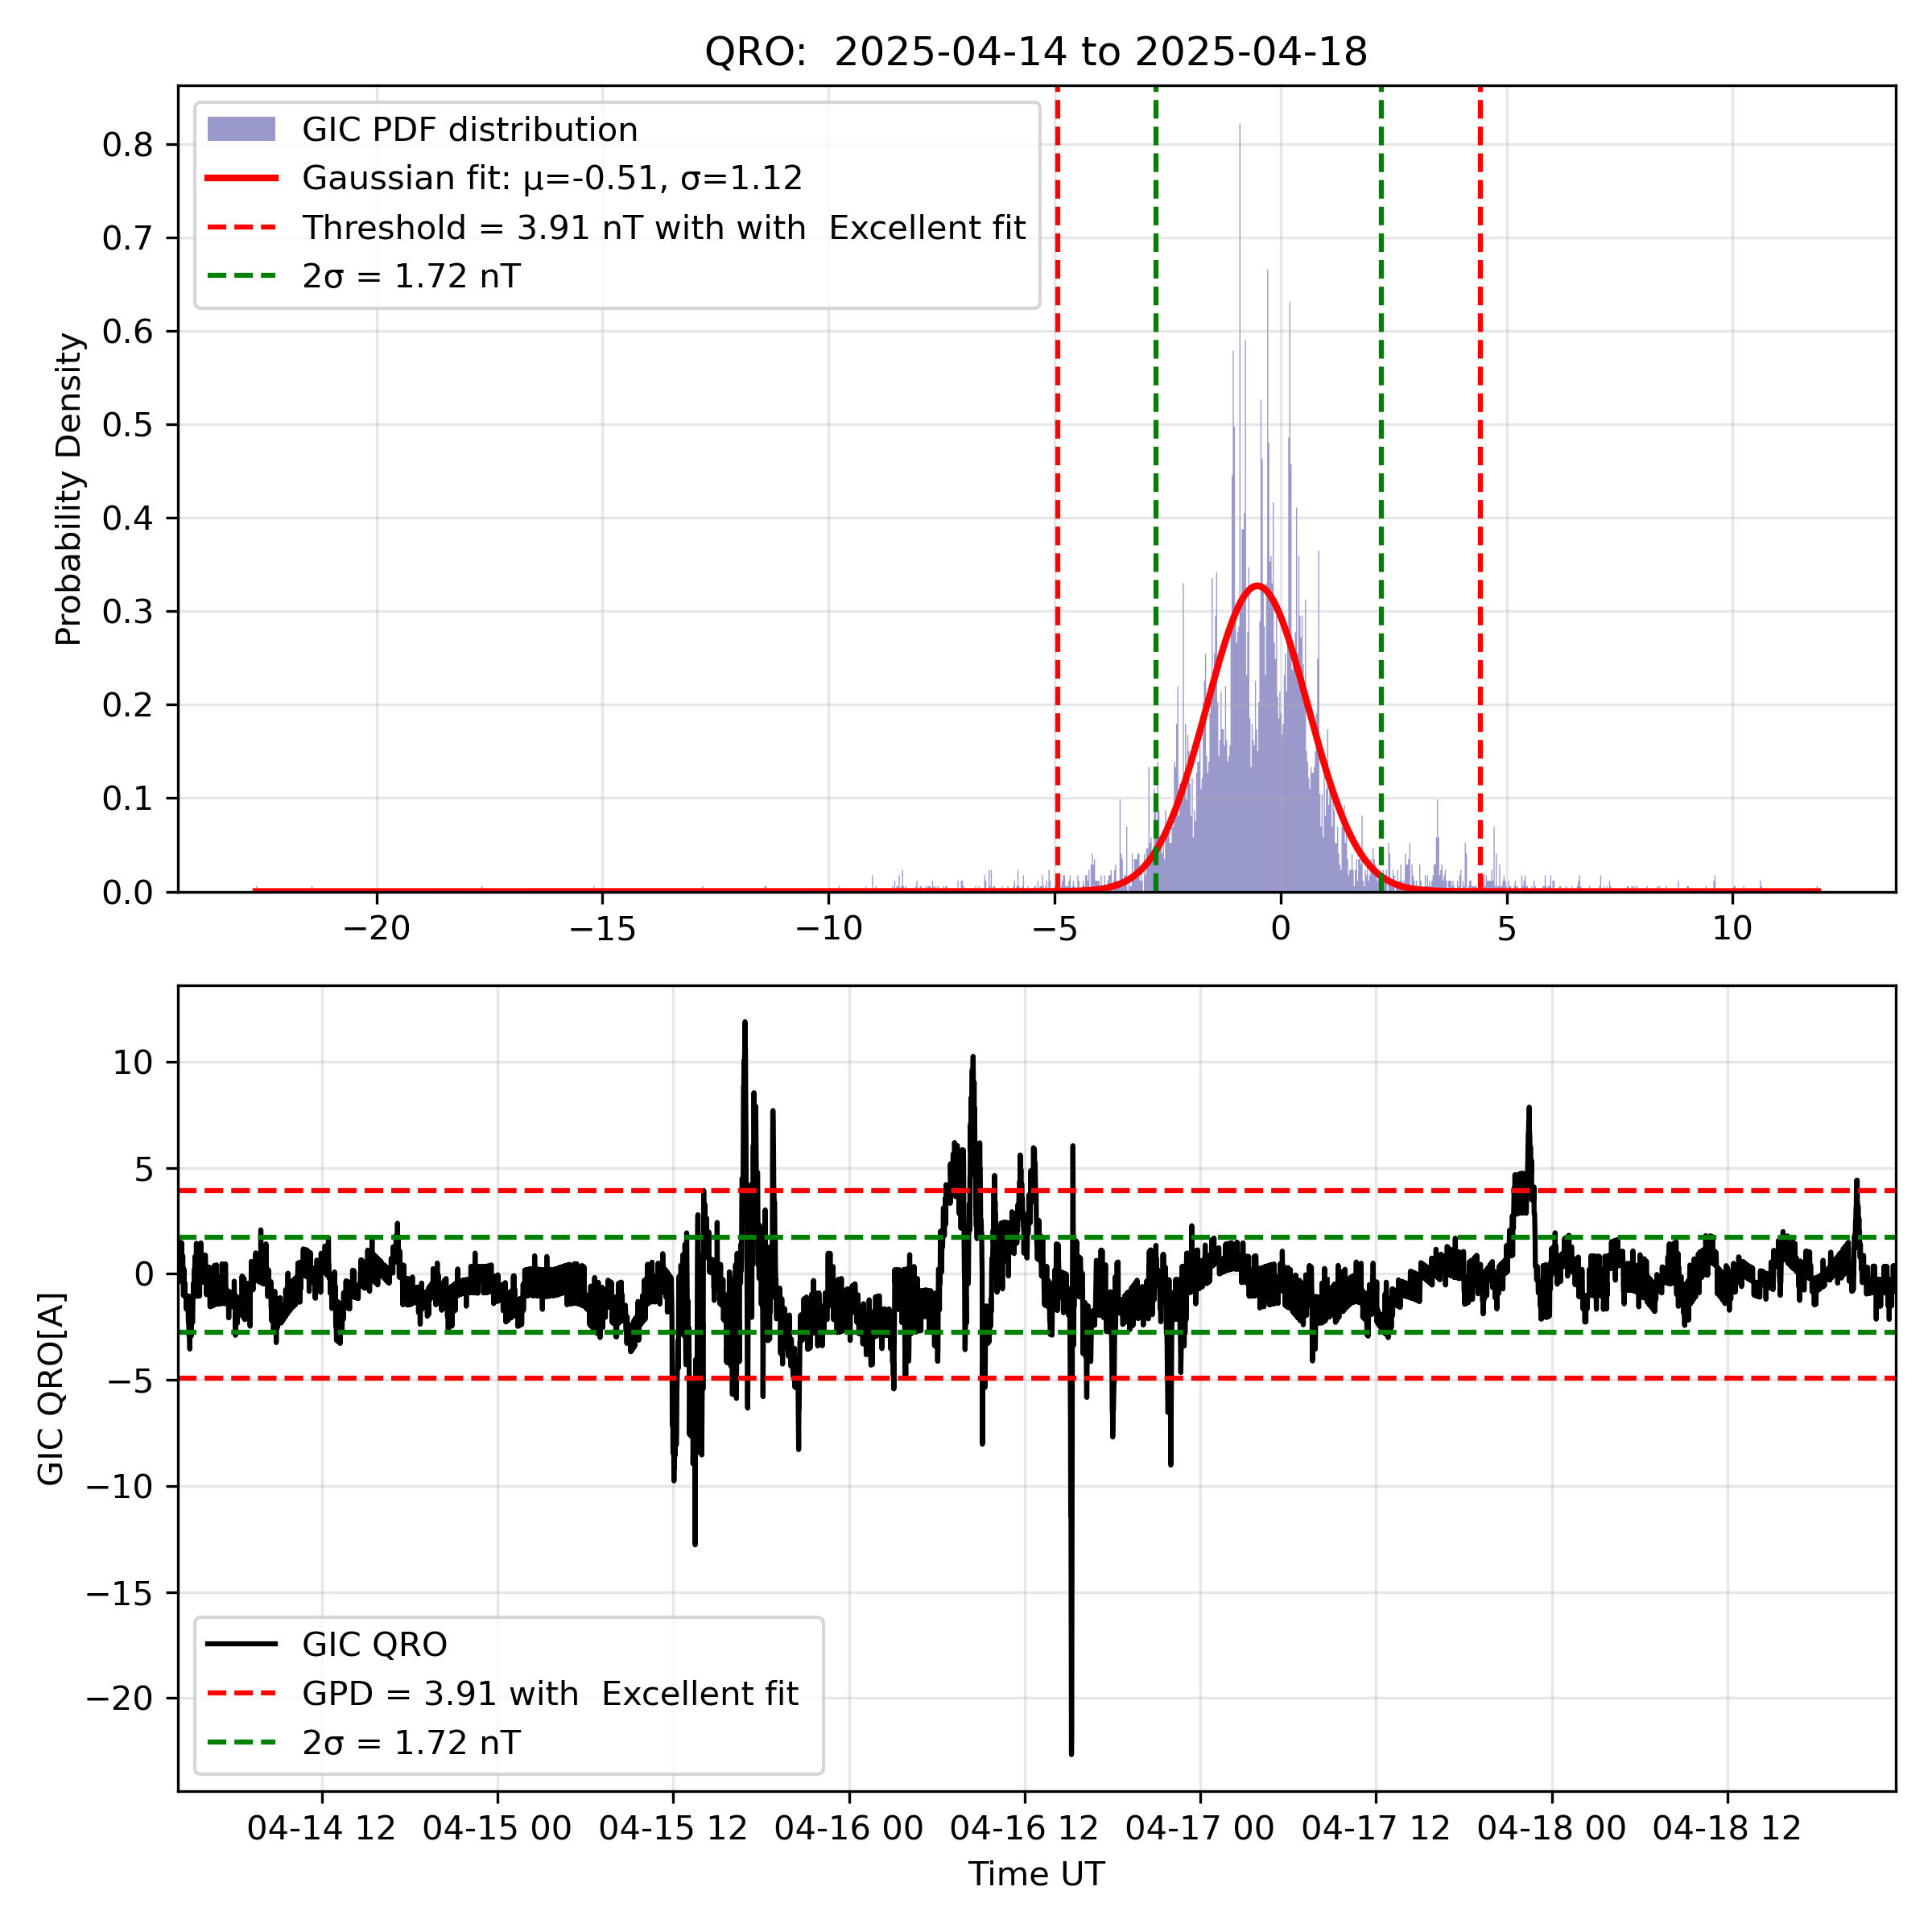 QRO:  2025-04-14 to 2025-04-18
GIC PDF distribution
Gaussian fit: μ=-0.51, σ=1.12
Threshold = 3.91 nT with with  Excellent fit
2σ = 1.72 nT
Probability Density
0.8
0.7
0.6
0.5
0.4
0.3
0.2
0.1
0.0
−20 −15 −10 −5 0 5 10
GIC QRO[A]
10
5
0
−5
−10
−15
−20
GIC QRO
GPD = 3.91 with  Excellent fit
2σ = 1.72 nT
04-14 12 04-15 00 04-15 12 04-16 00 04-16 12 04-17 00 04-17 12 04-18 00 04-18 12
Time UT